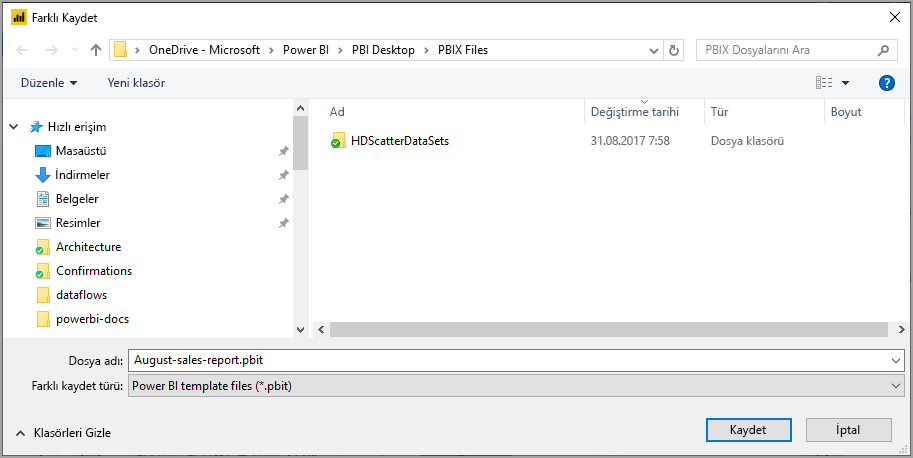 Farklı Kaydet
OneDrive - Microsoft > Power BI > PBI Desktop > PBIX Files
PBIX Dosyalarını Ara
Düzenle
Yeni klasör
?
Ad
Değiştirme tarihi
Tür
Boyut
HDScatterDataSets
31.08.2017 7:58
Dosya klasörü
Hızlı erişim
Masaüstü
İndirmeler
Belgeler
Resimler
Architecture
Confirmations
dataflows
powerbi-docs
Dosya adı: August-sales-report.pbit
Farklı kaydet türü: Power BI template files (*.pbit)
Klasörleri Gizle
Kaydet
İptal